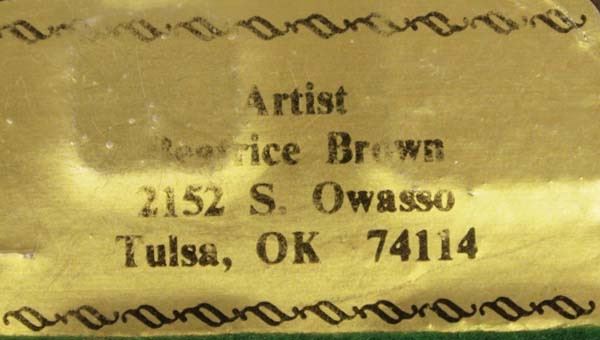 Artist
Beatrice Brown
2152 S. Owasso
Tulsa, OK 74114